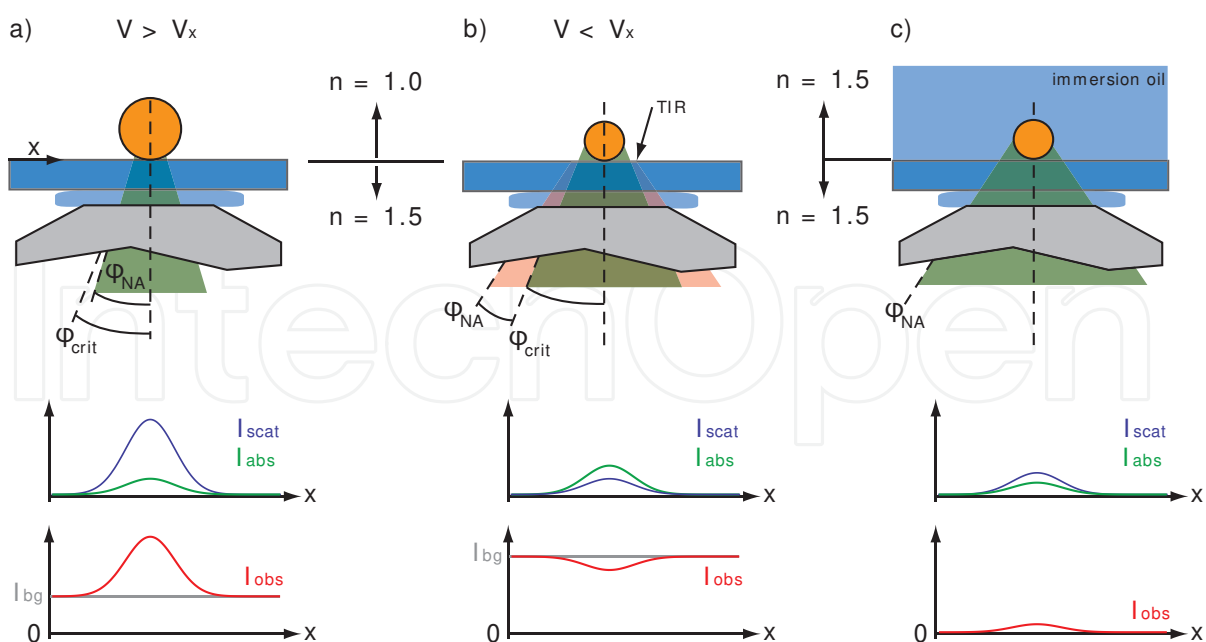 a) V > Vx
b) V < Vx
c)
n = 1.0
n = 1.5
TIR
n = 1.5
n = 1.5
immersion oil
x
φNA
φcrit
φNA
φcrit
φNA
IntechOpen
Iscat
Iabs
x
Iscat
Iabs
x
Iscat
Iabs
x
Ibg
Iobs
0
x
Ibg
Iobs
0
x
Iobs
0
x